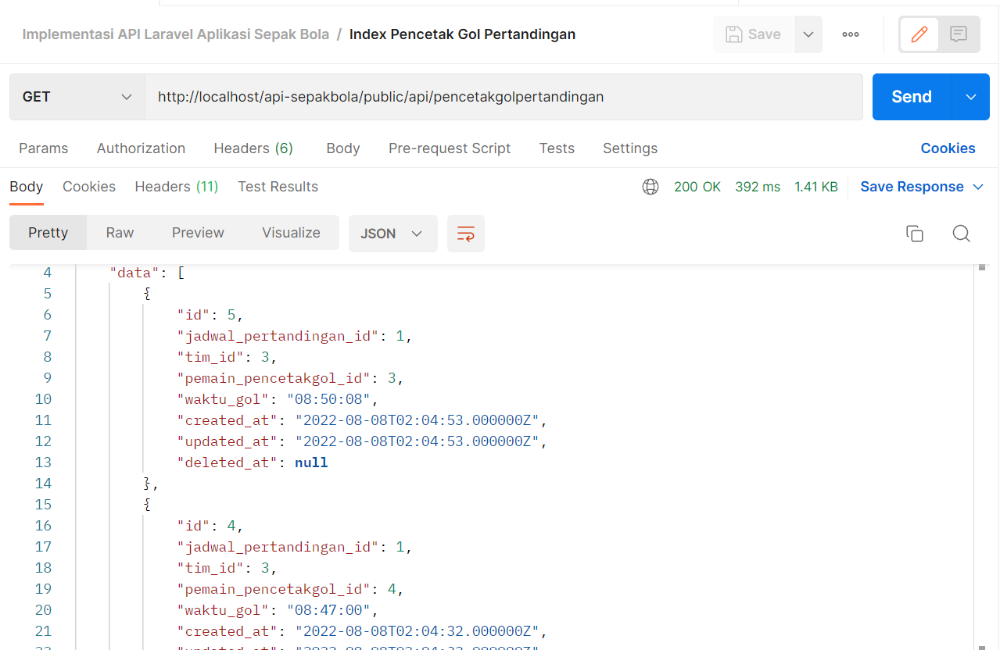 Implementasi API Laravel Aplikasi Sepak Bola / Index Pencetak Gol Pertandingan
Save
GET
http://localhost/api-sepakbola/public/api/pencetakgolpertandingan
Send
Params Authorization Headers (6) Body Pre-request Script Tests Settings Cookies
Body Cookies Headers (11) Test Results 200 OK 392 ms 1.41 KB Save Response
Pretty Raw Preview Visualize JSON
4 "data": [
5 {
6 "id": 5,
7 "jadwal_pertandingan_id": 1,
8 "tim_id": 3,
9 "pemain_pencetakgol_id": 3,
10 "waktu_gol": "08:50:08",
11 "created_at": "2022-08-08T02:04:53.000000Z",
12 "updated_at": "2022-08-08T02:04:53.000000Z",
13 "deleted_at": null
14 },
15 {
16 "id": 4,
17 "jadwal_pertandingan_id": 1,
18 "tim_id": 3,
19 "pemain_pencetakgol_id": 4,
20 "waktu_gol": "08:47:00",
21 "created_at": "2022-08-08T02:04:32.000000Z",